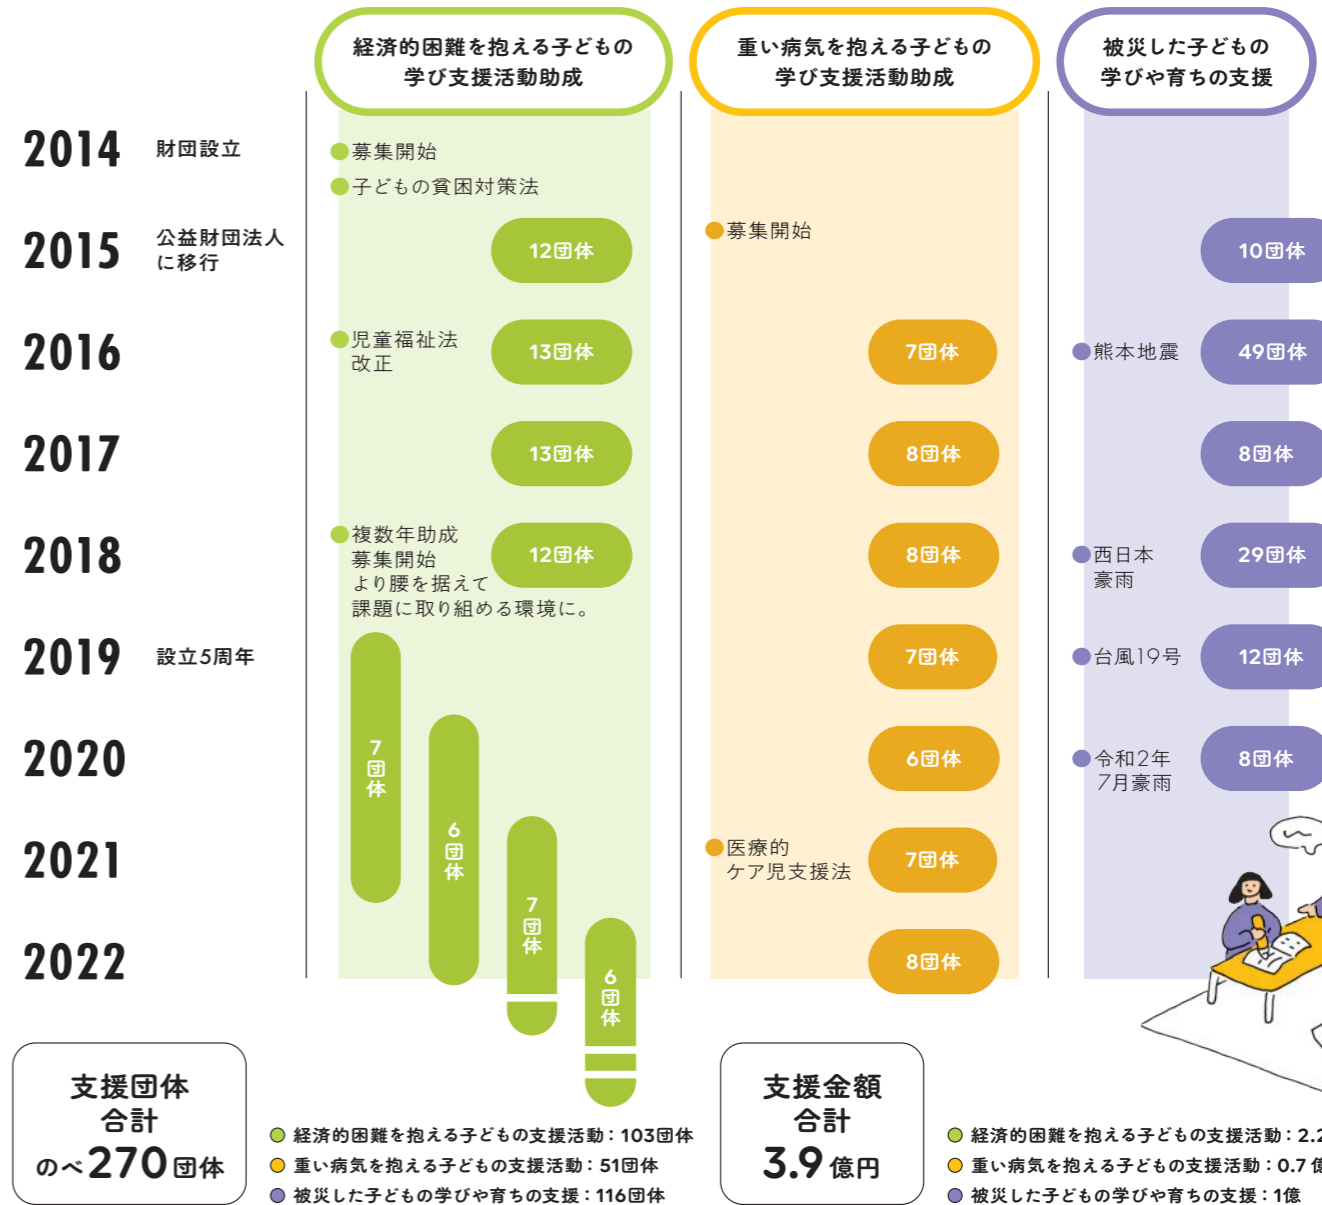 経済的困難を抱える子どもの
学び支援活動助成
重い病気を抱える子どもの
学び支援活動助成
被災した子どもの
学びや育ちの支援
2014
財団設立
募集開始
子どもの貧困対策法
2015
公益財団法人
に移行
12団体
募集開始
10団体
2016
児童福祉法
改正
13団体
7団体
熊本地震
49団体
2017
13団体
8団体
8団体
2018
複数年助成
募集開始
より腰を据えて
課題に取り組める環境に。
12団体
8団体
西日本
豪雨
29団体
2019
設立5周年
7団体
台風19号
12団体
2020
7団体
6団体
令和2年
7月豪雨
8団体
2021
6団体
医療的
ケア児支援法
7団体
2022
7団体
6団体
8団体
支援団体
合計
のべ270団体
経済的困難を抱える子どもの支援活動：103団体
重い病気を抱える子どもの支援活動：51団体
被災した子どもの学びや育ちの支援：116団体
支援金額
合計
3.9億円
経済的困難を抱える子どもの支援活動：2.2
重い病気を抱える子どもの支援活動：0.7億
被災した子どもの学びや育ちの支援：1億